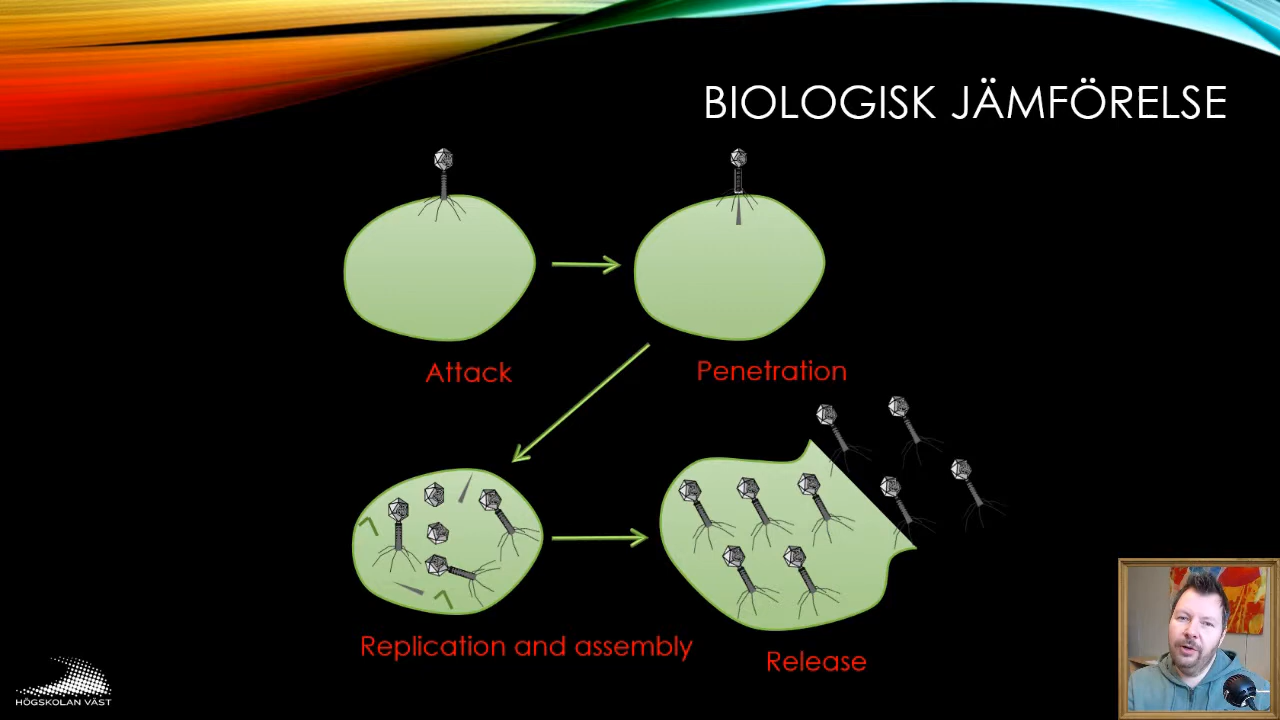 BIOLOGISK JÄMFÖRELSE
Attack
Penetration
Replication and assembly
Release
HÖGSKOLAN VÄST